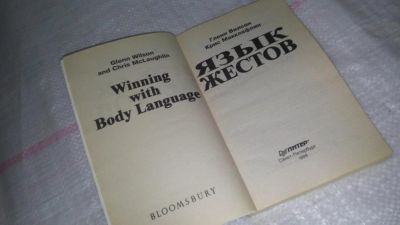 Glenn Wilson
and Chris McLaughlin
Winning
with
Body Language
BLOOMSBURY
Гленн Вилсон
Крис Макклафлин
ЯЗЫК
ЖЕСТОВ
ПИТЕР
Санкт-Петербург